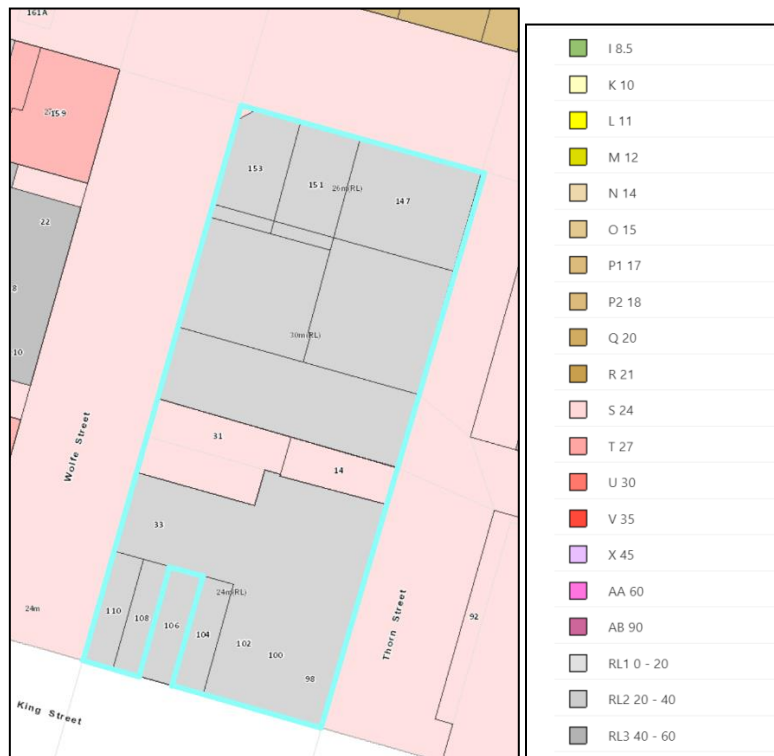 161A
159
153
151
26m(RL)
147
22
8
30m(RL)
10
31
14
Wolfe Street
33
24m(RL)
24m
110
108
106
104
102
100
98
92
Thorn Street
King Street
I 8.5
K 10
L 11
M 12
N 14
O 15
P1 17
P2 18
Q 20
R 21
S 24
T 27
U 30
V 35
X 45
AA 60
AB 90
RL1 0 - 20
RL2 20 - 40
RL3 40 - 60